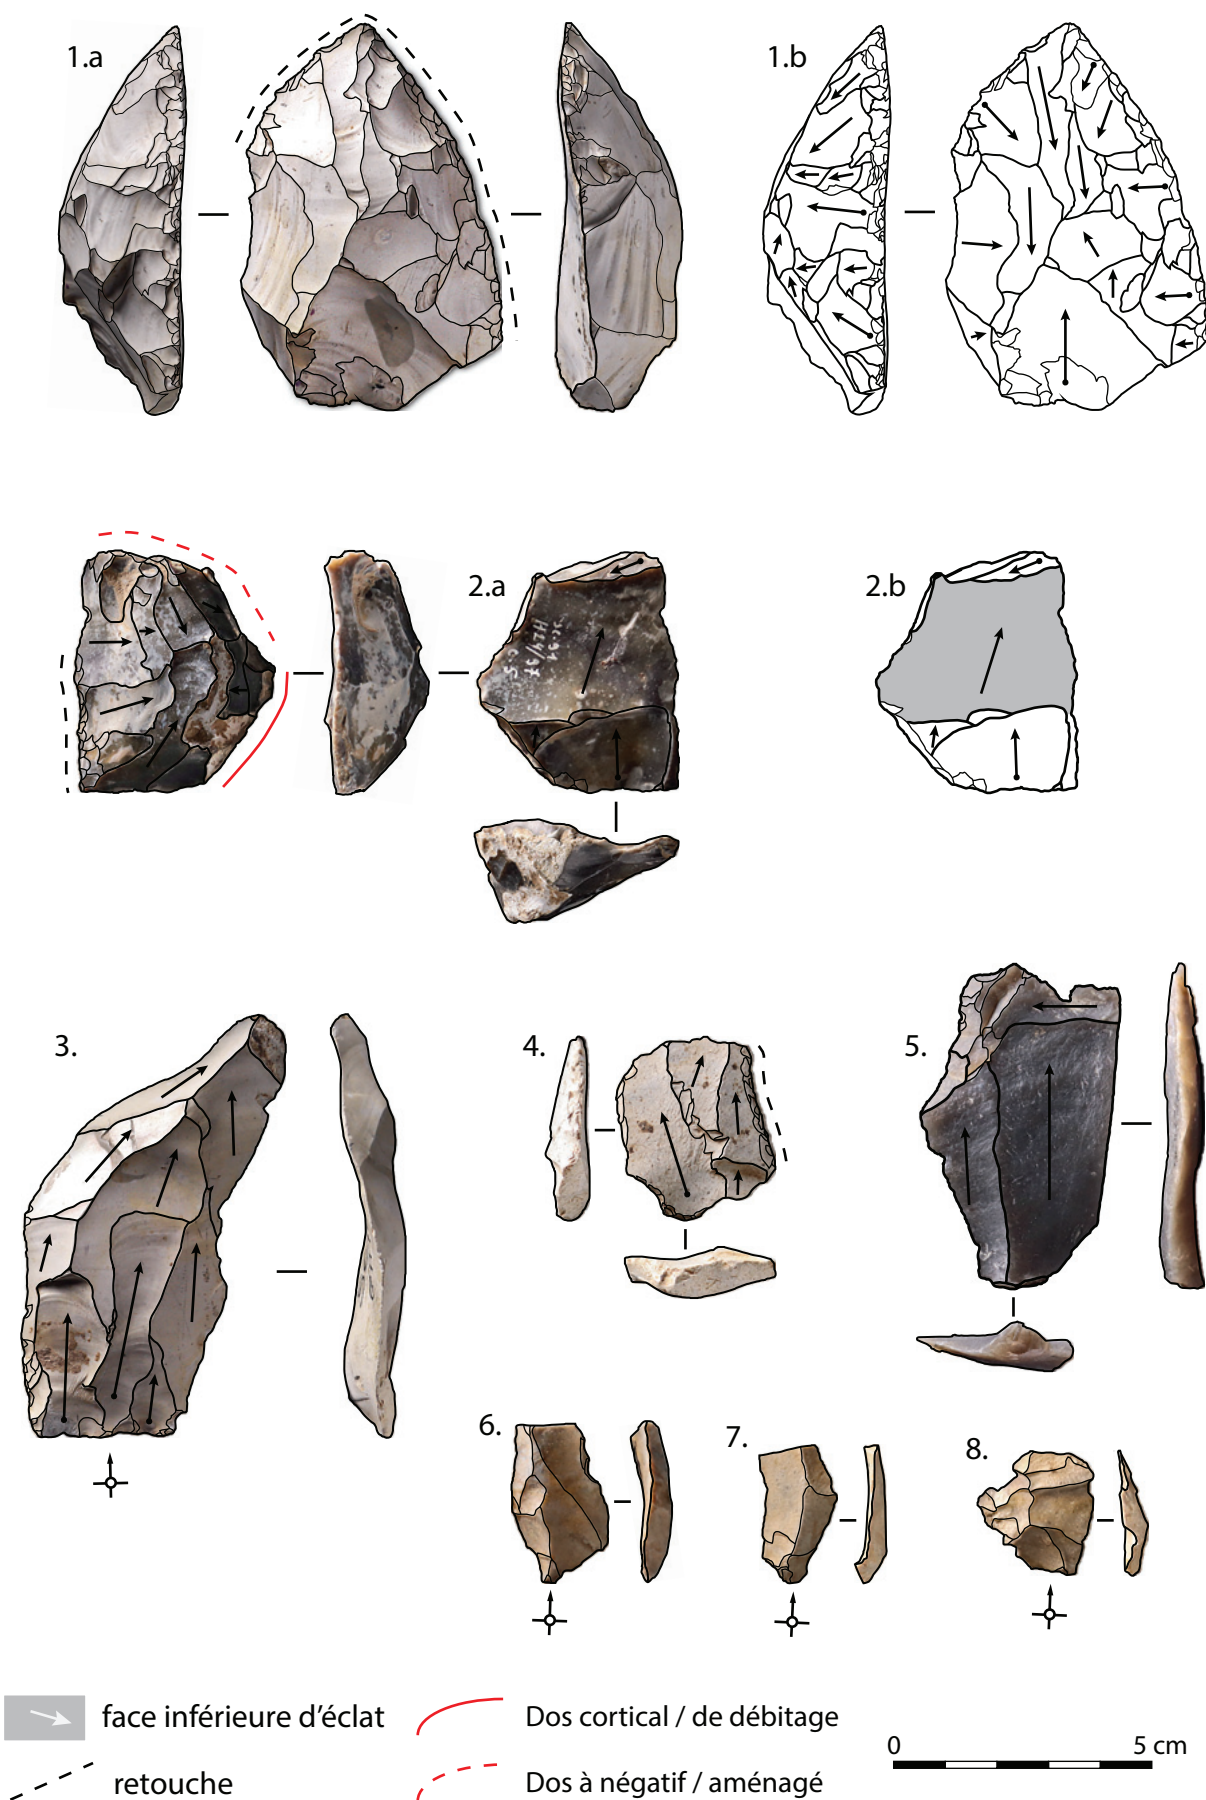 1.a
1.b
2.a
2.b
3.
4.
5.
6.
7.
8.
face inférieure d'éclat
Dos cortical / de débitage
0
5 cm
retouche
Dos à négatif / aménagé